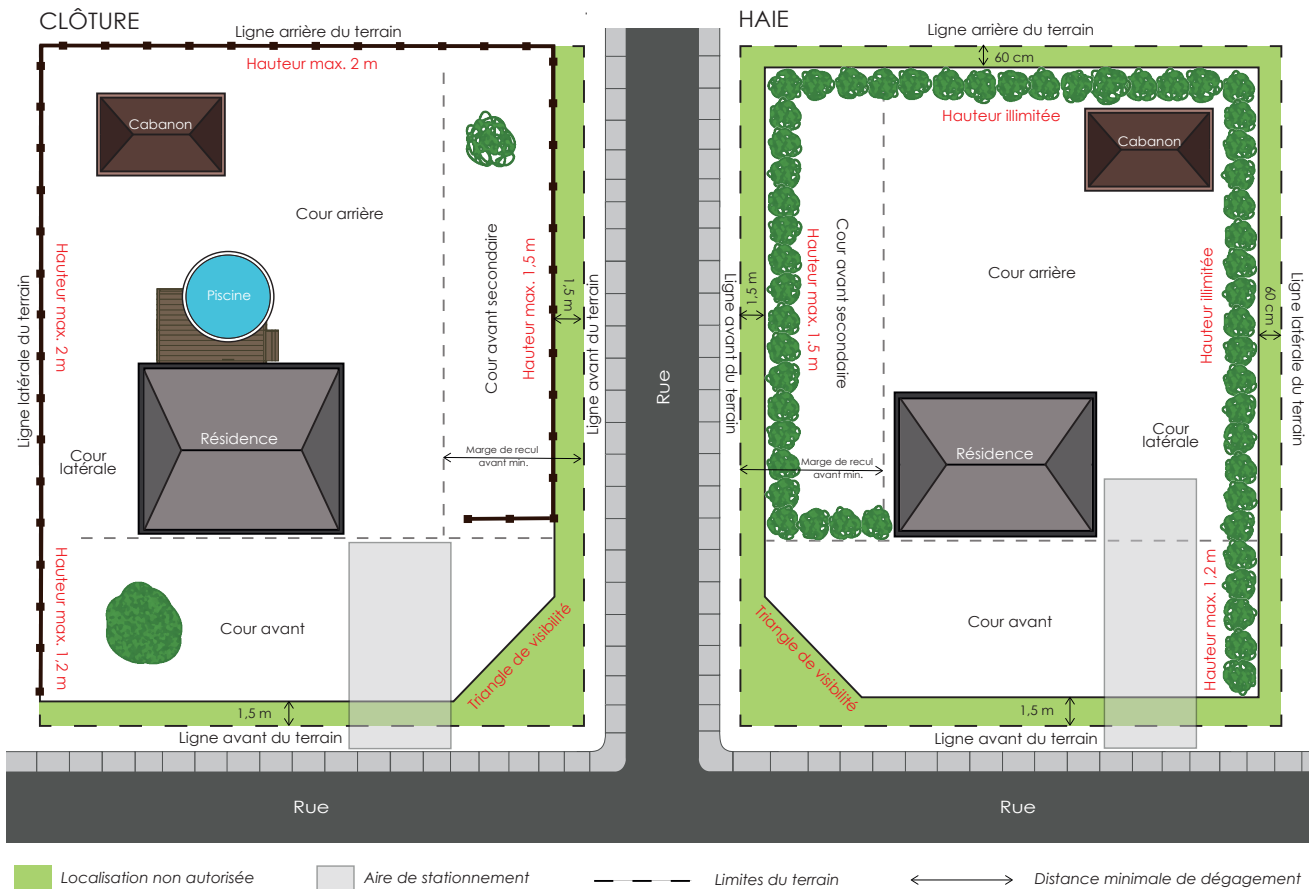 CLÔTURE
Ligne arrière du terrain
Hauteur max. 2 m
Cabanon
Cour arrière
Piscine
Ligne latérale du terrain
Hauteur max. 2 m
Cour avant secondaire
Hauteur max. 1,5 m
1,5 m
Ligne avant du terrain
Résidence
Cour
latérale
Marge de recul
avant min.
Hauteur max. 1,2 m
Cour avant
Triangle de visibilité
1,5 m
Ligne avant du terrain
Rue
Rue
HAIE
Ligne arrière du terrain
60 cm
Hauteur illimitée
Cabanon
Cour avant secondaire
Hauteur max. 1.5 m
1,5 m
Ligne avant du terrain
Cour arrière
Hauteur illimitée
60 cm
Ligne latérale du terrain
Cour
latérale
Marge de recul
avant min.
Résidence
Hauteur max. 1,2 m
Cour avant
Triangle de visibilité
1,5 m
Ligne avant du terrain
Rue
Localisation non autorisée
Aire de stationnement
Limites du terrain
Distance minimale de dégagement